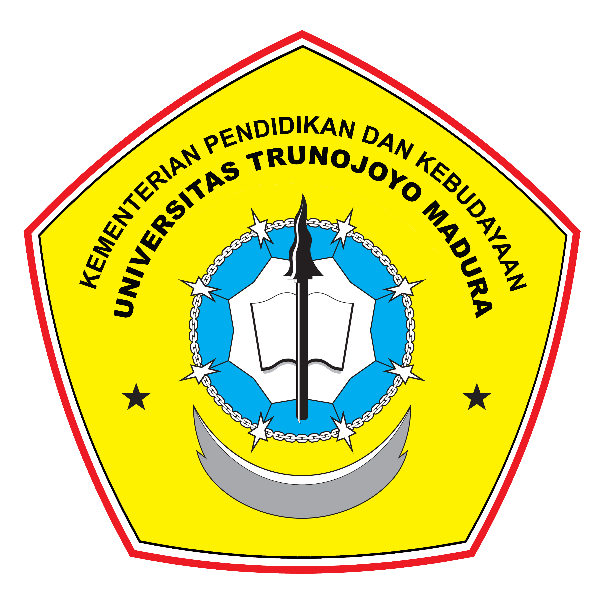 KEMENTERIAN PENDIDIKAN DAN KEBUDAYAAN
UNIVERSITAS TRUNOJOYO MADURA